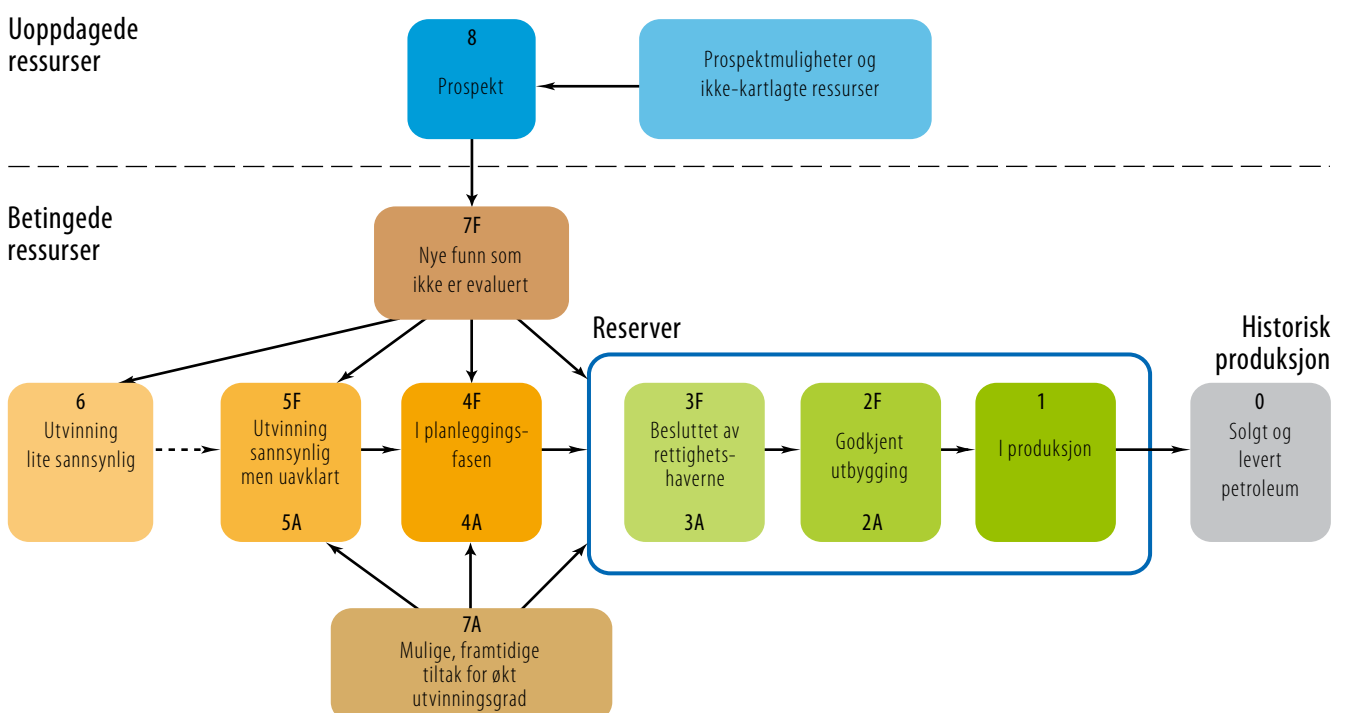 Uoppdagede
ressurser
8
Prospekt
Prospektmuligheter og
ikke-kartlagte ressurser
Betingede
ressurser
7F
Nye funn som
ikke er evaluert
Reserver
Historisk
produksjon
6
Utvinning
lite sannsynlig
5F
Utvinning
sannsynlig
men uavklart
5A
4F
I planleggings-
fasen
4A
3F
Besluttet av
rettighets-
haverne
3A
2F
Godkjent
utbygging
2A
1
I produksjon
0
Solgt og
levert
petroleum
7A
Mulige, framtidige
tiltak for økt
utvinningsgrad